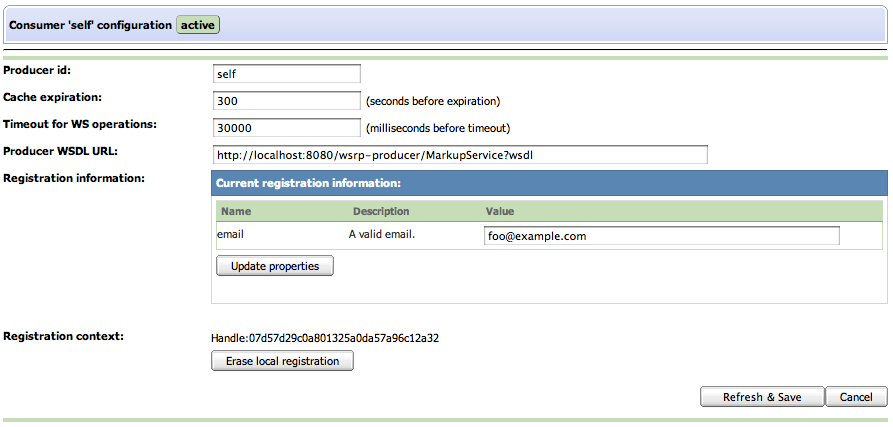 Consumer 'self' configuration active
Producer id: self
Cache expiration: 300 (seconds before expiration)
Timeout for WS operations: 30000 (milliseconds before timeout)
Producer WSDL URL: http://localhost:8080/wsrp-producer/MarkupService?wsdl
Registration information: Current registration information:
Name Description Value
email A valid email. foo@example.com
Update properties
Registration context: Handle:07d57d29c0a801325a0da57a96c12a32
Erase local registration
Refresh & Save Cancel